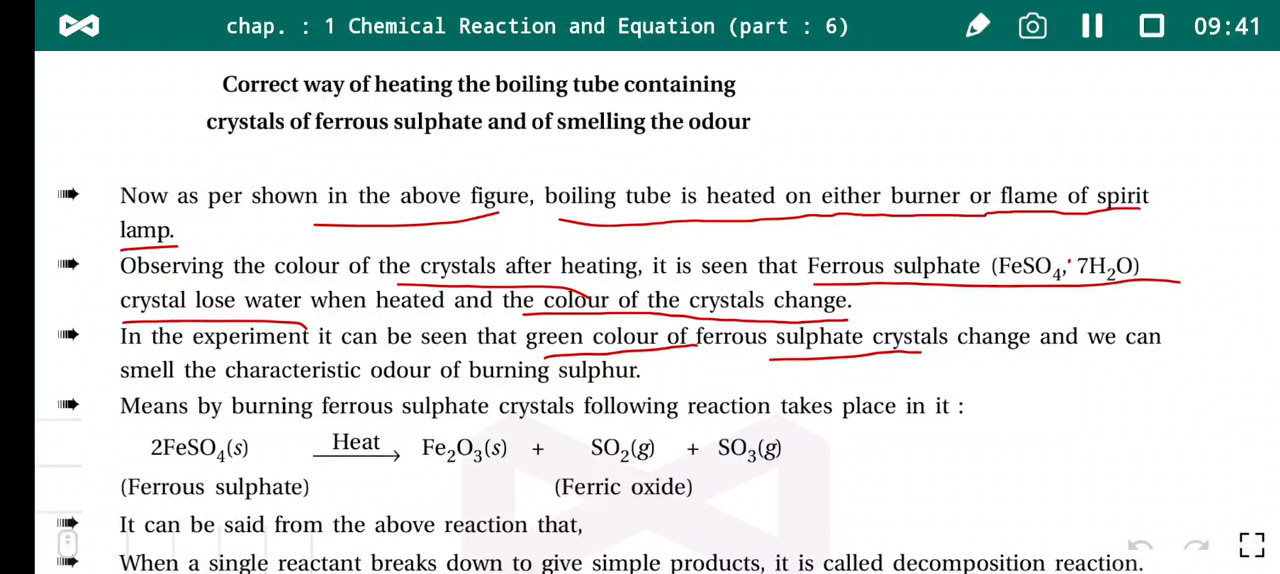 chap. : 1 Chemical Reaction and Equation (part : 6)
09:41
Correct way of heating the boiling tube containing
crystals of ferrous sulphate and of smelling the odour
Now as per shown in the above figure, boiling tube is heated on either burner or flame of spirit
lamp.
Observing the colour of the crystals after heating, it is seen that Ferrous sulphate (FeSO₄, 7H₂O)
crystal lose water when heated and the colour of the crystals change.
In the experiment it can be seen that green colour of ferrous sulphate crystals change and we can
smell the characteristic odour of burning sulphur.
Means by burning ferrous sulphate crystals following reaction takes place in it :
2FeSO₄(s) Heat → Fe₂O₃(s) + SO₂(g) + SO₃(g)
(Ferrous sulphate) (Ferric oxide)
It can be said from the above reaction that,
When a single reactant breaks down to give simple products, it is called decomposition reaction.